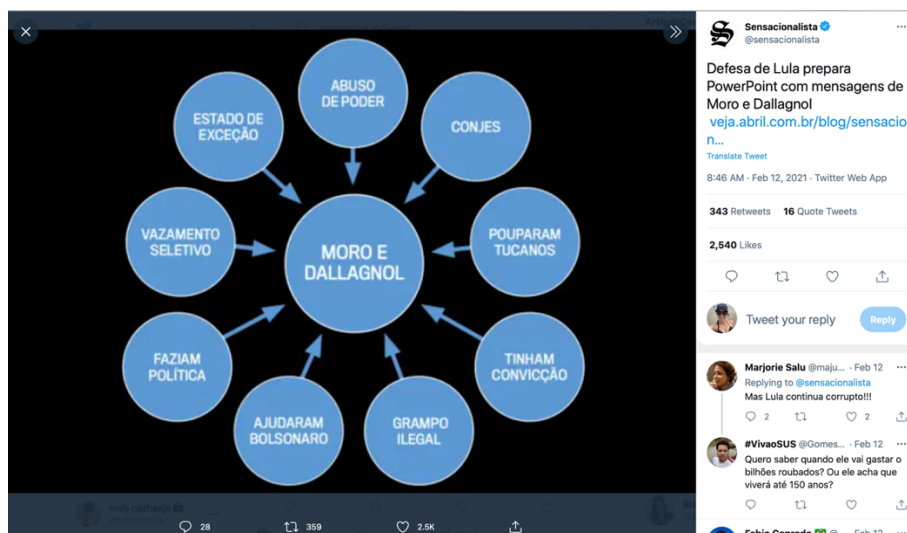 ABUSO
DE PODER
ESTADO DE
EXCEÇÃO
CONJES
VAZAMENTO
SELETIVO
MORO E
DALLAGNOL
POUPARAM
TUCANOS
FAZIAM
POLÍTICA
TINHAM
CONVICÇÃO
AJUDARAM
BOLSONARO
GRAMPO
ILEGAL
28
359
2.5K
Sensacionalista
@sensacionalista
Defesa de Lula prepara
PowerPoint com mensagens de
Moro e Dallagnol
veja.abril.com.br/blog/sensacio
n...
Translate Tweet
8:46 AM · Feb 12, 2021 · Twitter Web App
343 Retweets 16 Quote Tweets
2,540 Likes
Tweet your reply
Reply
Marjorie Salu @maju... · Feb 12
Replying to @sensacionalista
Mas Lula continua corrupto!!!
2 2
#VivaoSUS @Gomes... · Feb 12
Quero saber quando ele vai gastar o
bilhões roubados? Ou ele acha que
viverá até 150 anos?